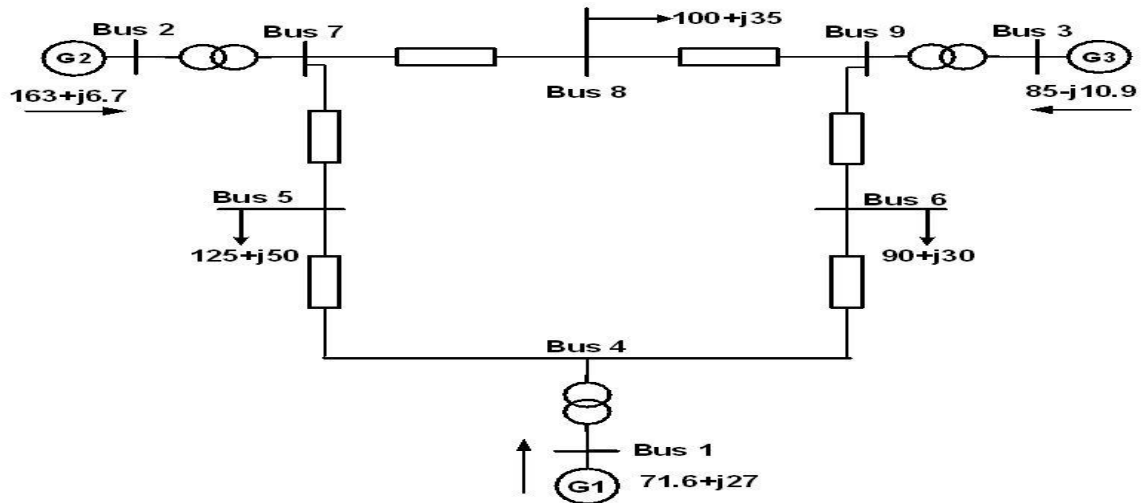 100+j35
Bus 2
Bus 7
Bus 9
Bus 3
G2
G3
163+j6.7
Bus 8
85-j10.9
Bus 5
Bus 6
125+j50
90+j30
Bus 4
Bus 1
G1
71.6+j27